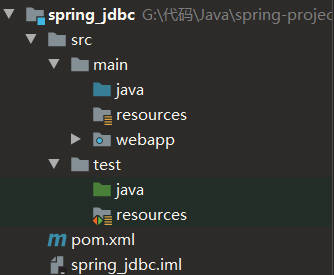 spring_jdbc G:\代码\Java\spring-projec
src
main
java
resources
webapp
test
java
resources
pom.xml
spring_jdbc.iml